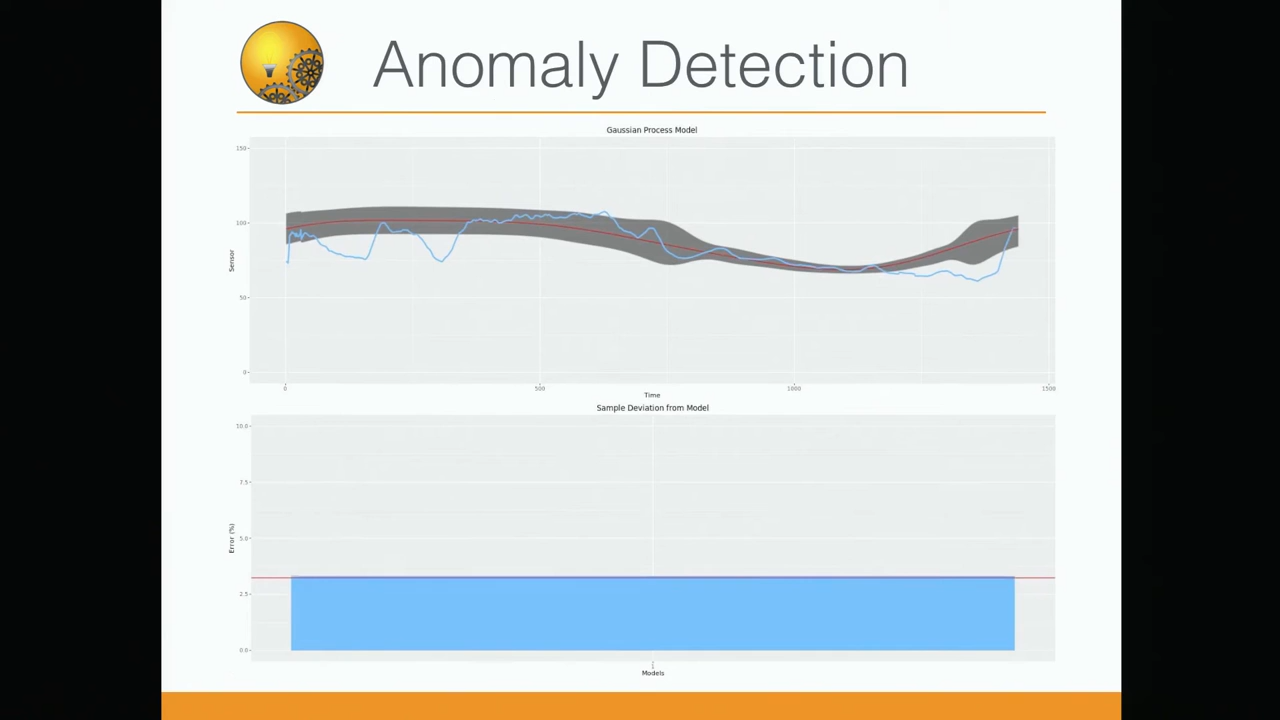 Anomaly Detection
Gaussian Process Model
150
100
50
0
Sensor
0 500 1000 1500
Time
Sample Deviation from Model
10.0
7.5
5.0
2.5
0.0
Error (%)
1
Models